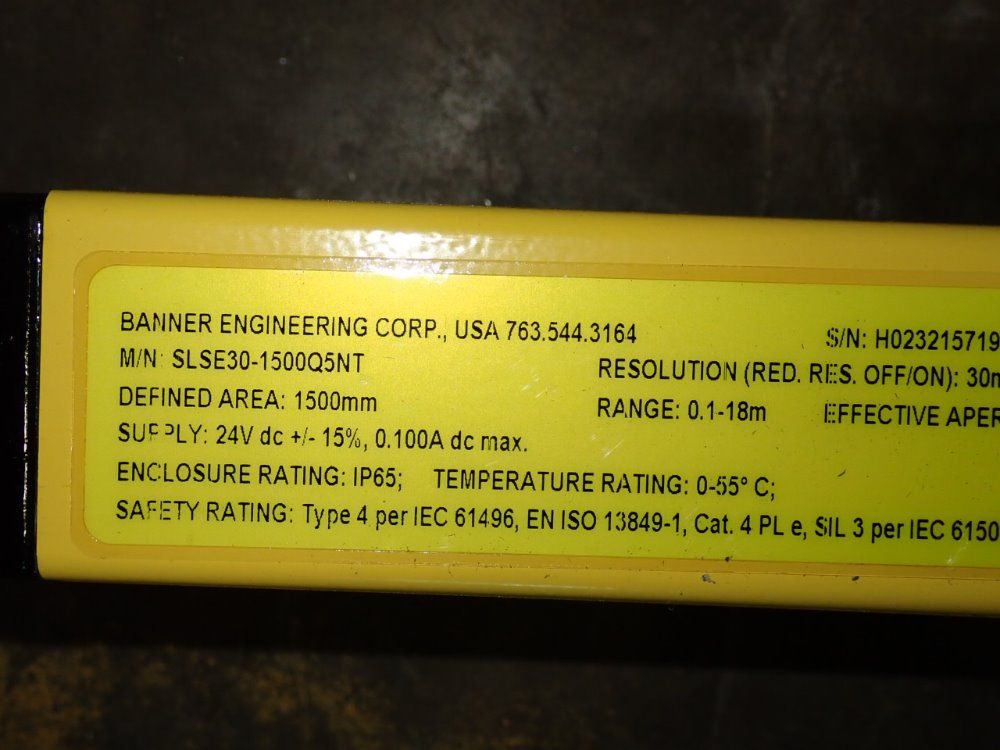 BANNER ENGINEERING CORP., USA 763.544.3164 S/N: H023215719
M/N: SLSE30-1500Q5NT
RESOLUTION (RED. RES. OFF/ON): 30m
DEFINED AREA: 1500mm
RANGE: 0.1-18m EFFECTIVE APER
SUPPLY: 24V dc +/- 15%, 0.100A dc max.
ENCLOSURE RATING: IP65; TEMPERATURE RATING: 0-55° C;
SAFETY RATING: Type 4 per IEC 61496, EN ISO 13849-1, Cat. 4 PL e, SIL 3 per IEC 6150